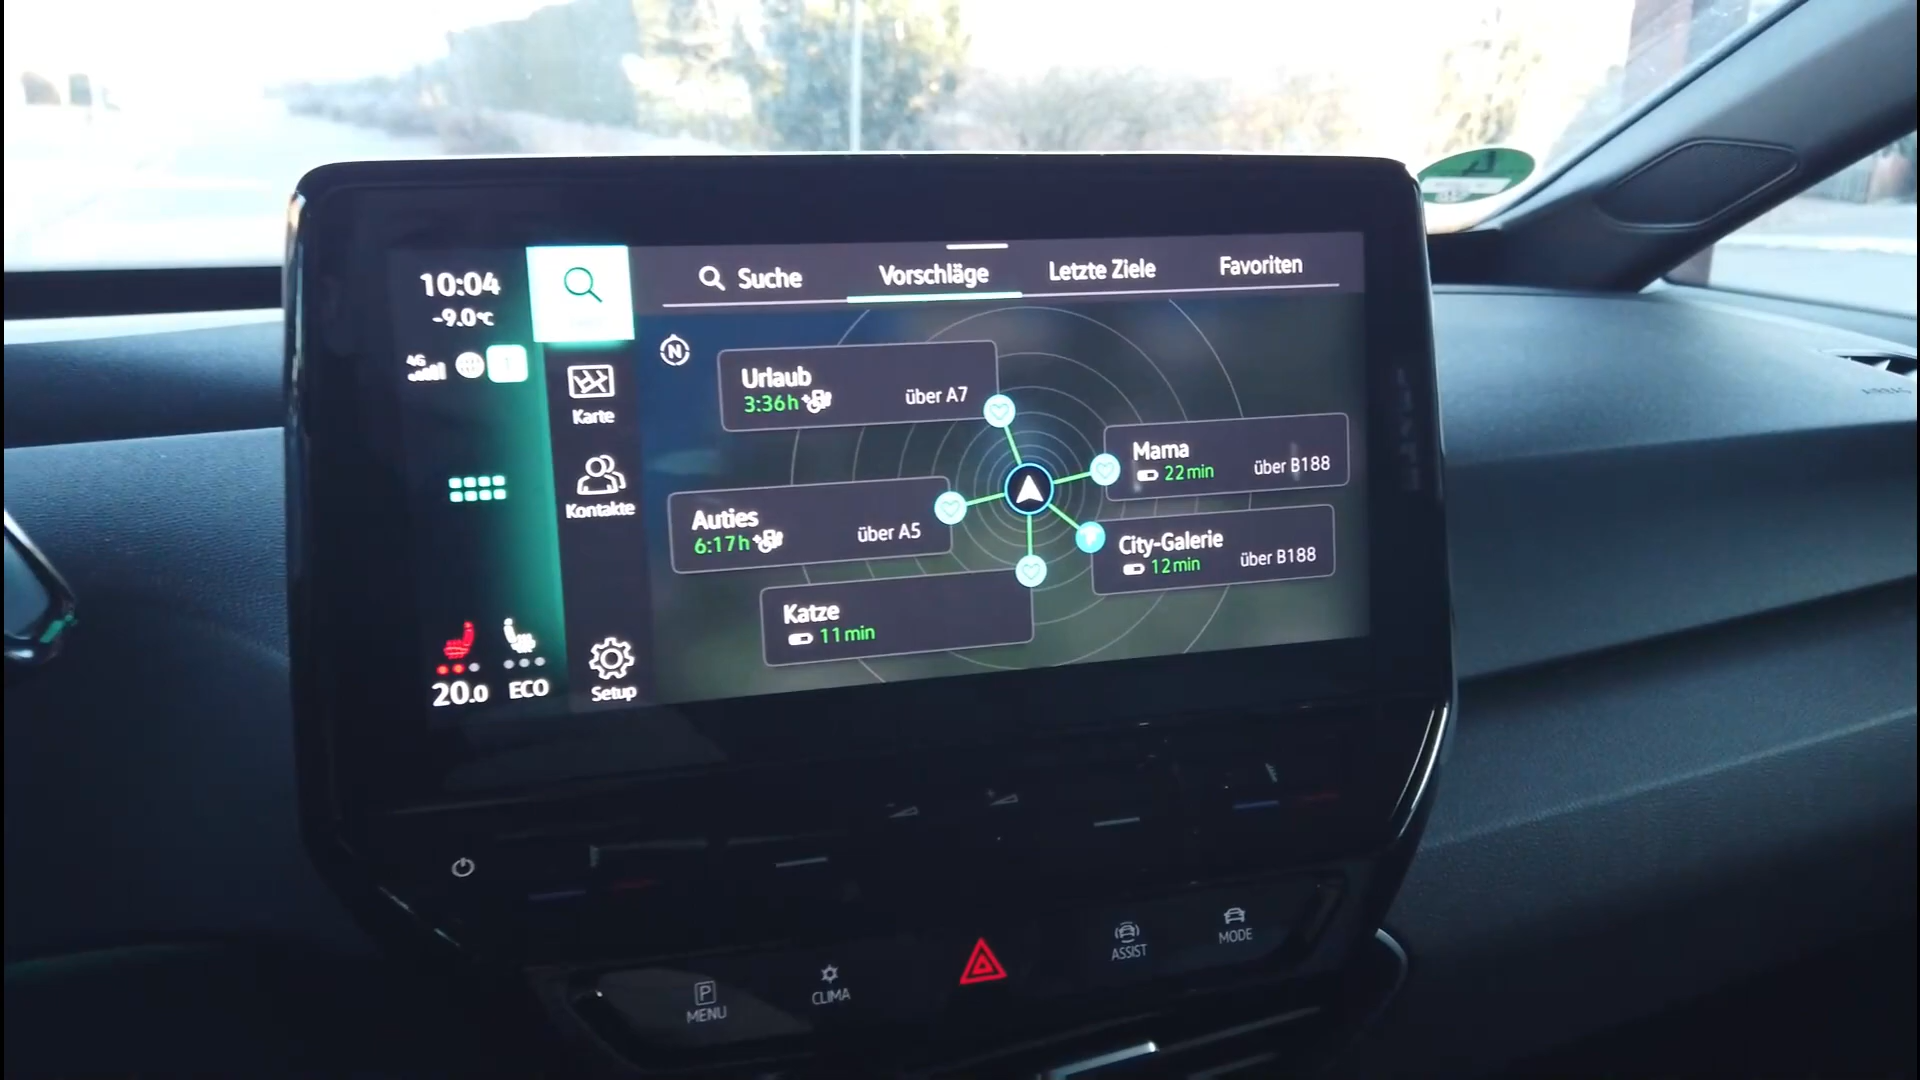 10:04
-9.0°C
4G
Suche
Vorschläge
Letzte Ziele
Favoriten
N
Karte
Kontakte
Setup
Urlaub
3:36h
über A7
Mama
22min
über B188
Auties
6:17h
über A5
City-Galerie
12min
über B188
Katze
11min
20.0
ECO
P
MENU
CLIMA
ASSIST
MODE